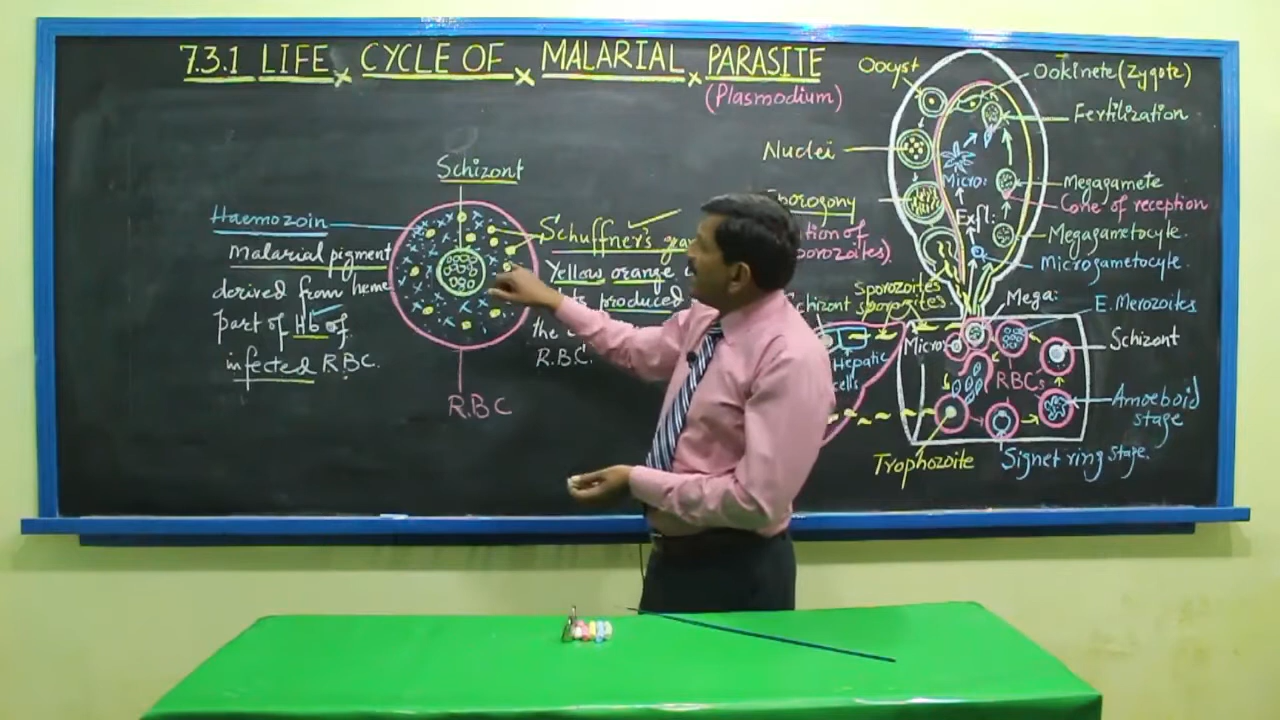 7.3.1 LIFE CYCLE OF MALARIAL PARASITE
(Plasmodium)
Schizont
Haemozoin
Malarial pigment
derived from heme
part of Hb of
infected R.B.C.
R.B.C
Schuffner's
Yellow orange
produced
the
R.B.C.
Oocyst
Ookinete (Zygote)
Fertilization
Nuclei
Micro:
Megagamete
Cone of reception
Sporogony
Exfl:
Megagametocyte
Microgametocyte
Sporozoites
Mega:
E. Merozoites
Schizont
Micro:
Hepatic
cells
RBCs
Amoeboid
stage
Trophozoite
Signet ring stage.